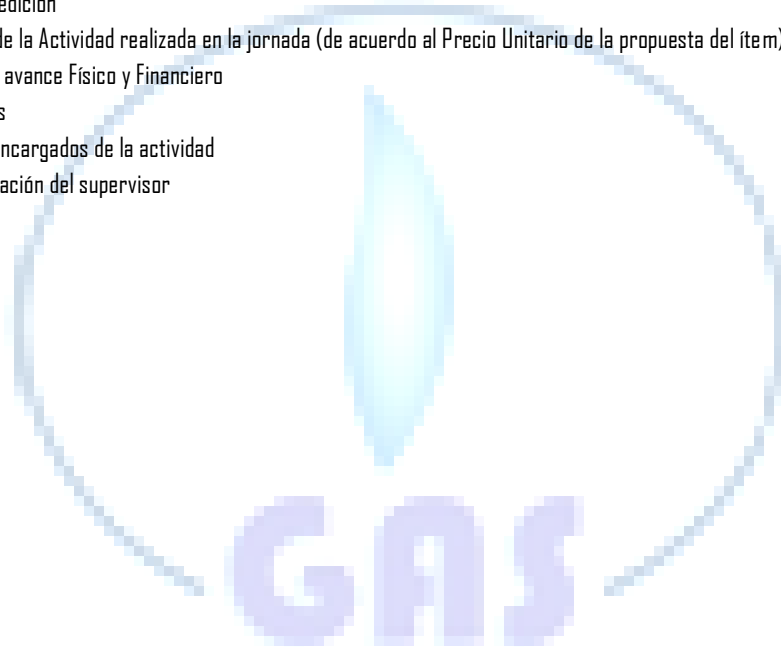 edición
de la Actividad realizada en la jornada (de acuerdo al Precio Unitario de la propuesta del ítem)
avance Físico y Financiero
s
ncargados de la actividad
ación del supervisor
GAS